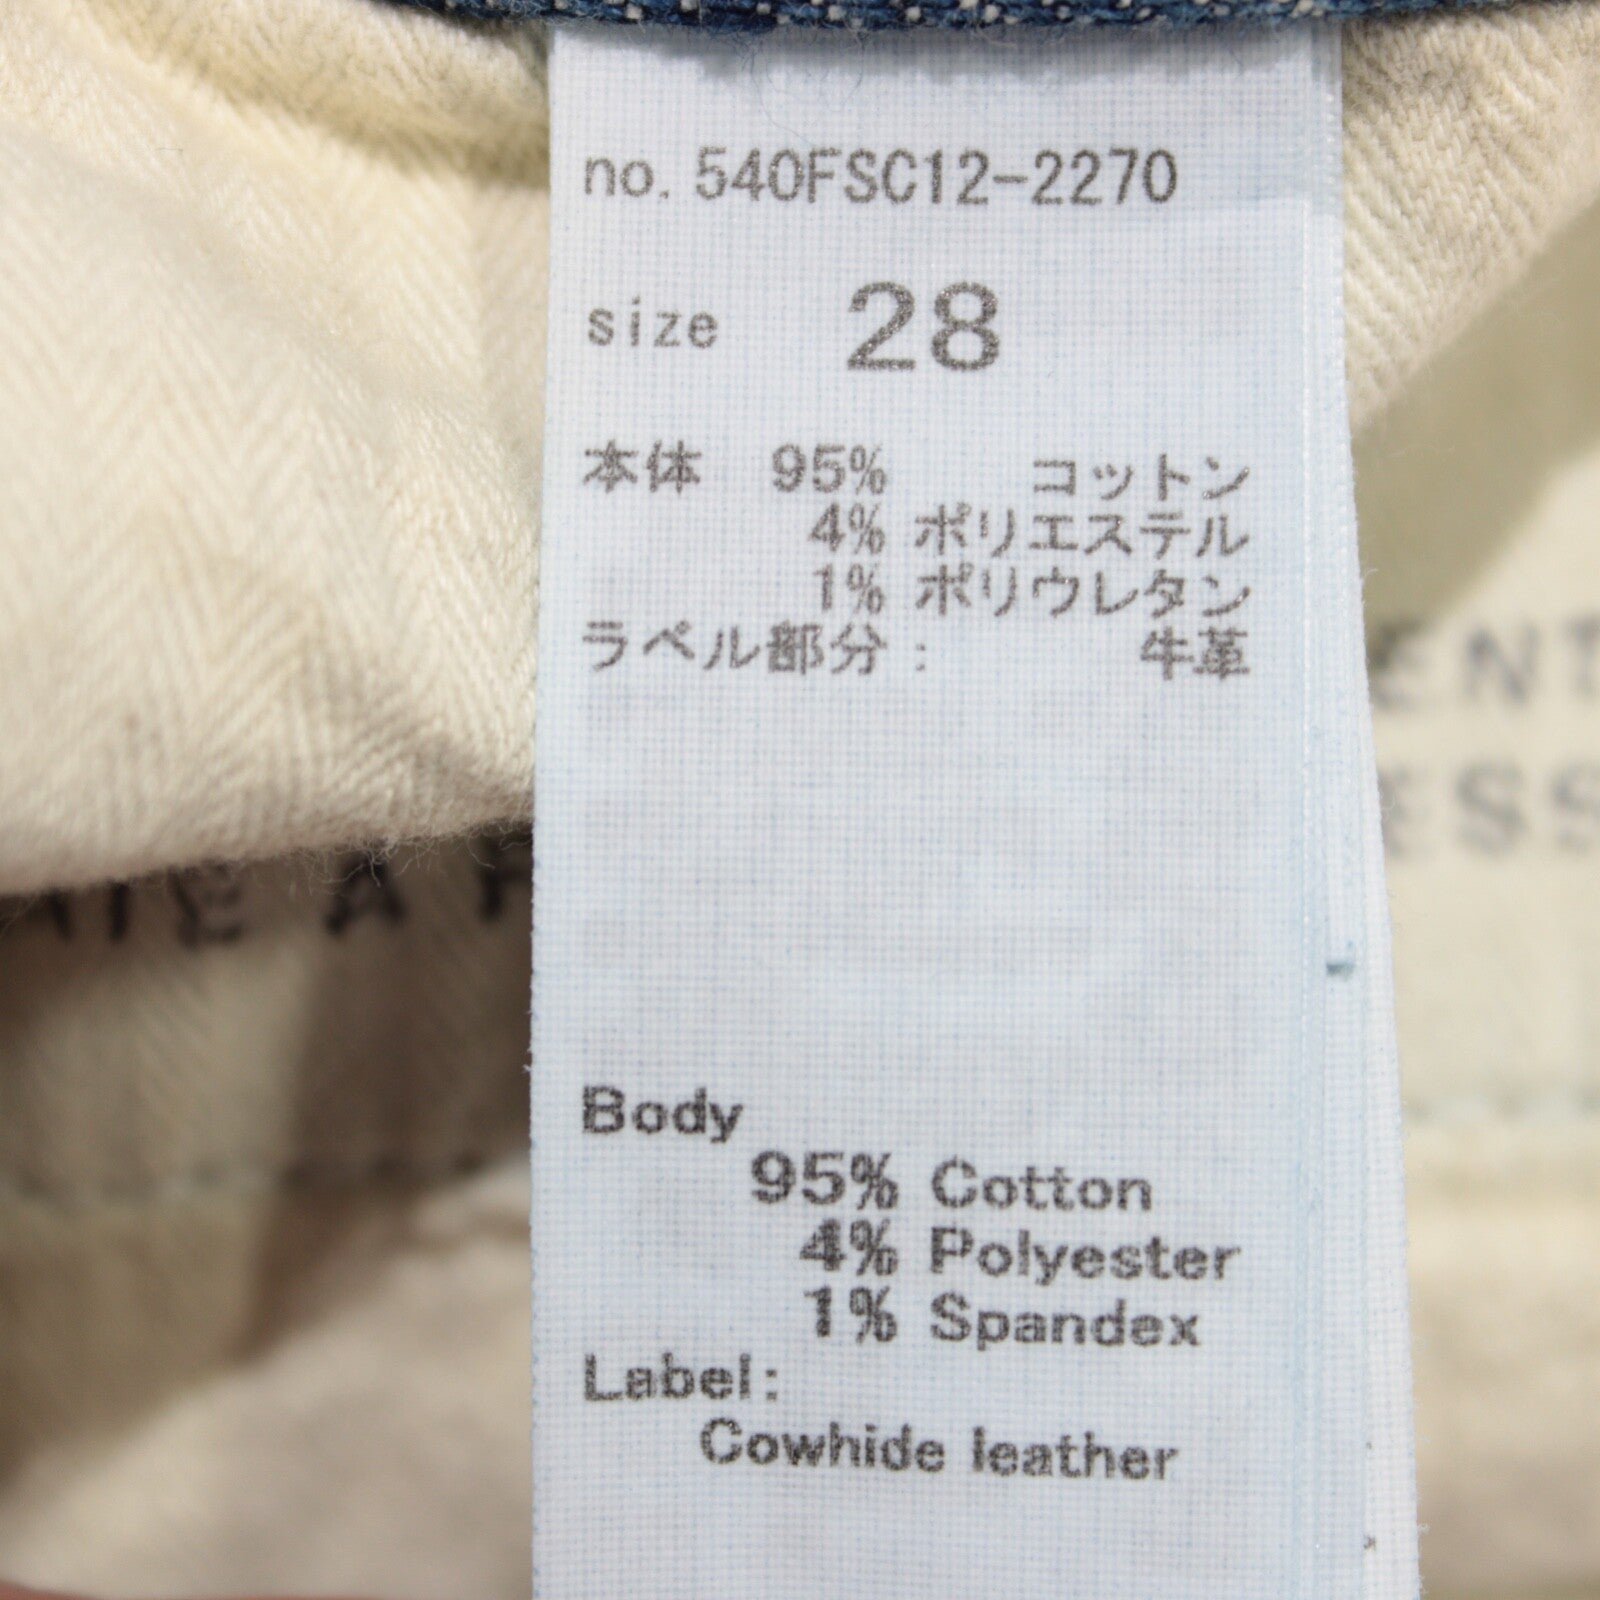 no. 540FSC12-2270
size 28
本体 95% コットン
4% ポリエステル
1% ポリウレタン
ラベル部分： 牛革
Body
95% Cotton
4% Polyester
1% Spandex
Label:
Cowhide leather